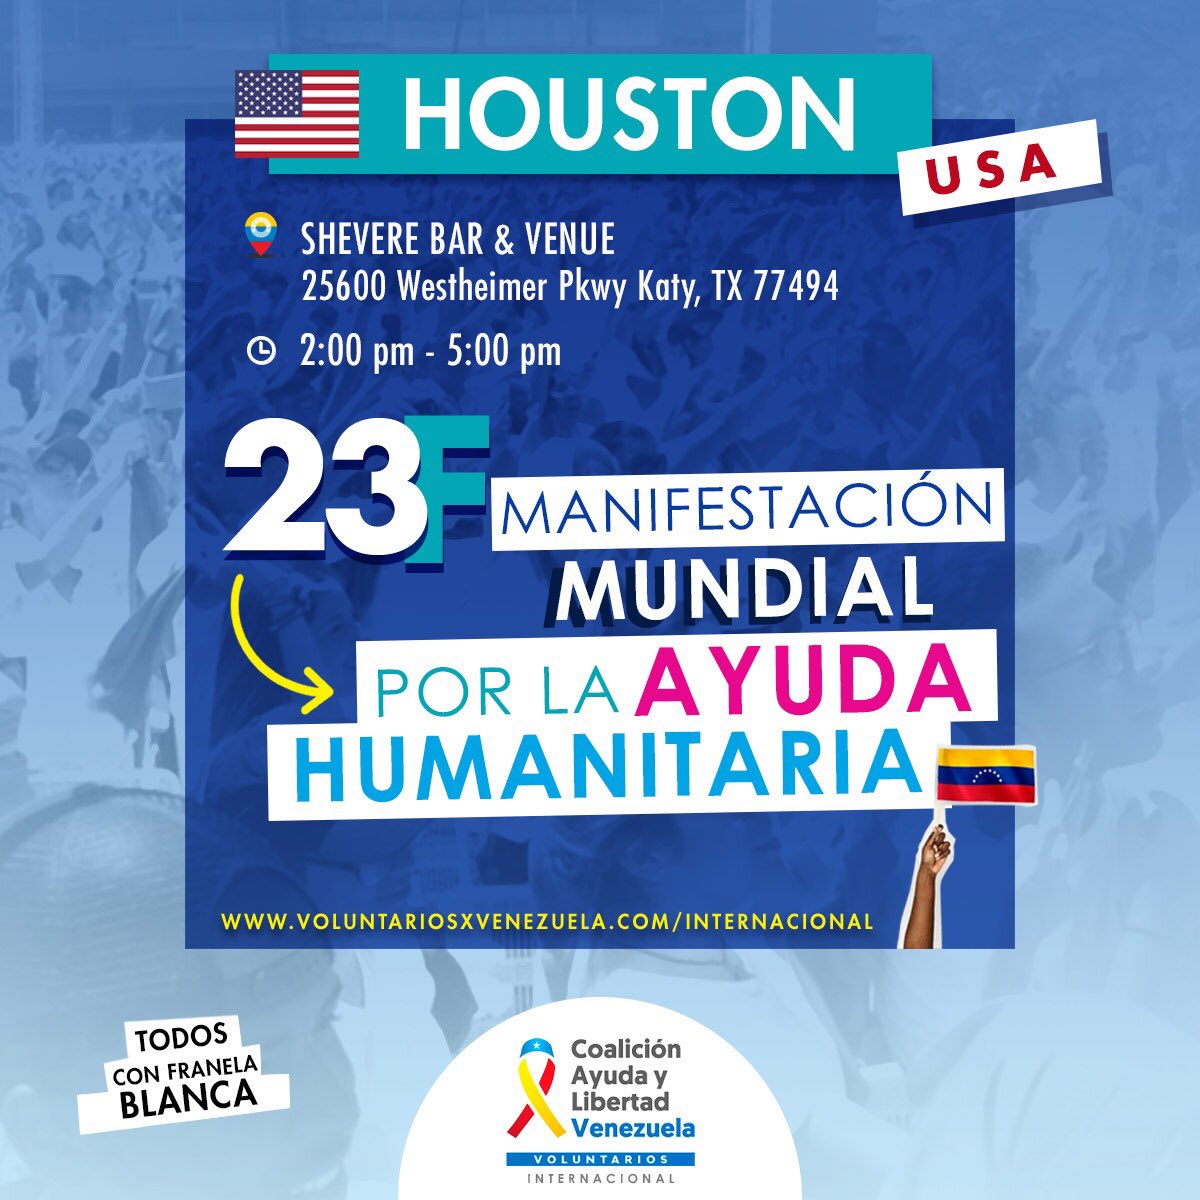 HOUSTON
USA
SHEVERE BAR & VENUE
25600 Westheimer Pkwy Katy, TX 77494
2:00 pm - 5:00 pm
23F
MANIFESTACIÓN
MUNDIAL
POR LA AYUDA
HUMANITARIA
WWW.VOLUNTARIOSXVENEZUELA.COM/INTERNACIONAL
TODOS
CON FRANELA
BLANCA
Coalición
Ayuda y
Libertad
Venezuela
VOLUNTARIOS
INTERNACIONAL